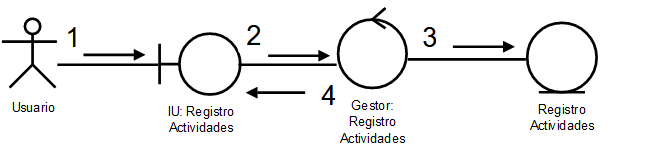 1
2
3
4
Usuario
IU: Registro
Actividades
Gestor:
Registro
Actividades
Registro
Actividades